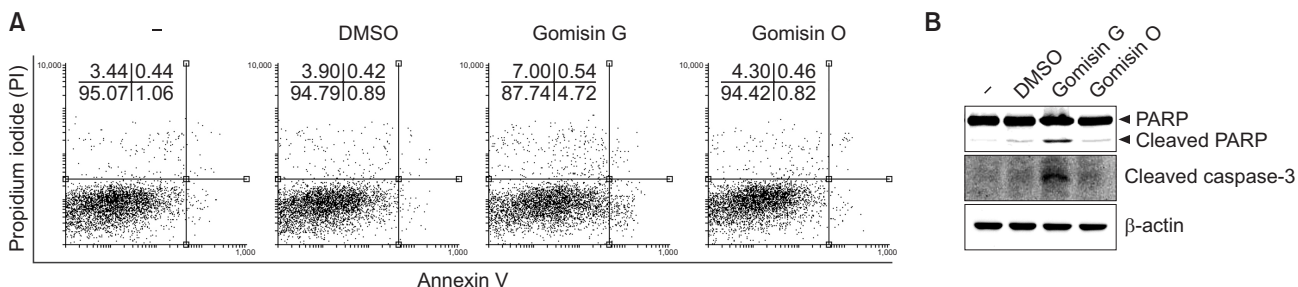 A
–
DMSO
Gomisin G
Gomisin O
Propidium iodide (PI)
10,000
3.44 0.44
95.07 1.06
1,000
10,000
3.90 0.42
94.79 0.89
1,000
10,000
7.00 0.54
87.74 4.72
1,000
10,000
4.30 0.46
94.42 0.82
1,000
Annexin V
B
–
DMSO
Gomisin G
Gomisin O
PARP
Cleaved PARP
Cleaved caspase-3
β-actin